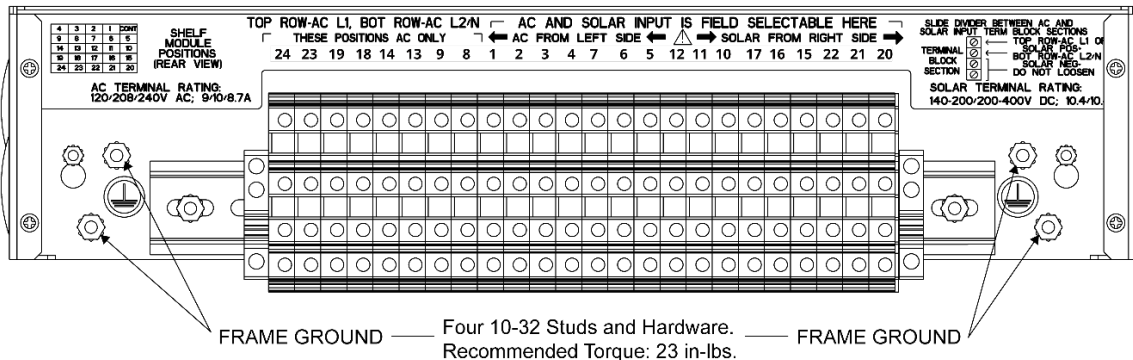 4 3 2 1 CONT
9 8 7 6 5
14 13 12 11 10
19 18 17 16 15
24 23 22 21 20
SHELF
MODULE
POSITIONS
(REAR VIEW)
AC TERMINAL RATING:
120/208/240V AC; 9/10/8.7A
TOP ROW-AC L1, BOT ROW-AC L2/N
THESE POSITIONS AC ONLY
AC AND SOLAR INPUT IS FIELD SELECTABLE HERE
AC FROM LEFT SIDE
SOLAR FROM RIGHT SIDE
24 23 19 18 14 13 9 8 1 2 3 4 7 6 5 12 11 10 17 16 15 22 21 20
SLIDE DIVIDER BETWEEN AC AND
SOLAR INPUT TERM BLOCK SECTIONS
TERMINAL
BLOCK
SECTION
TOP ROW-AC L1 O
SOLAR POS-
BOT ROW-AC L2/N
SOLAR NEG-
DO NOT LOOSEN
SOLAR TERMINAL RATING:
140-200/200-400V DC; 10.4/10.
FRAME GROUND
Four 10-32 Studs and Hardware.
Recommended Torque: 23 in-lbs.
FRAME GROUND